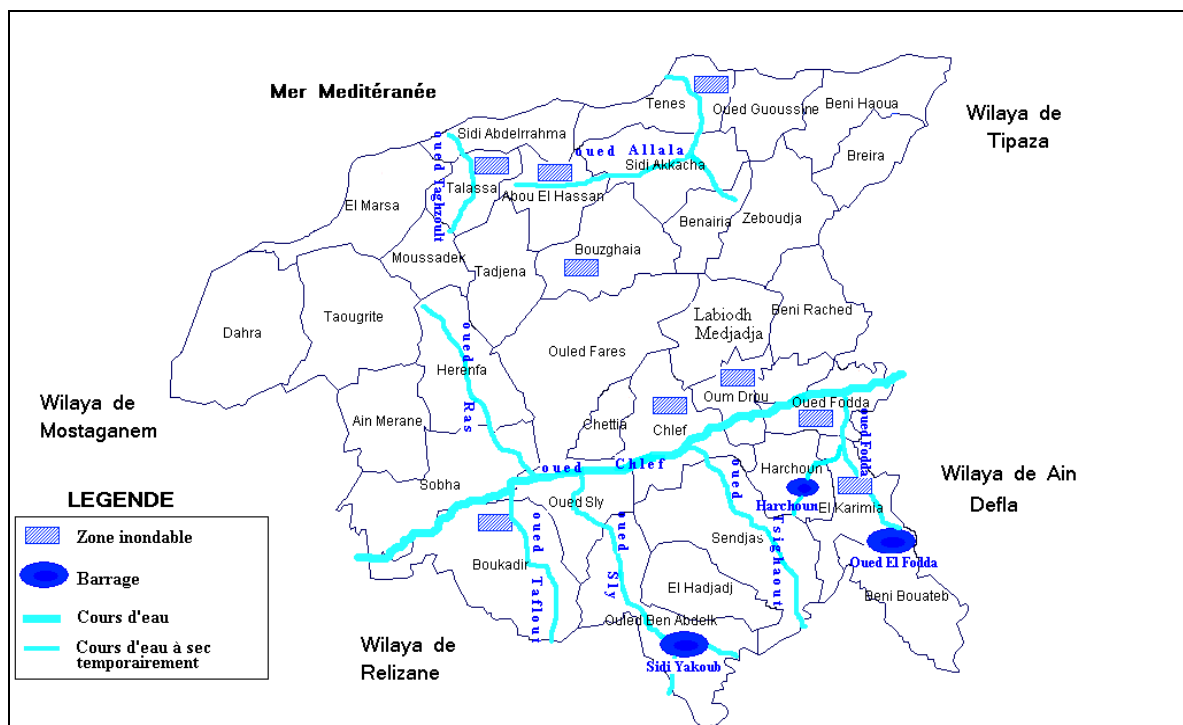 Mer Meditéranée
Tenes
Oued Guoussine
Beni Haoua
Wilaya de
Tipaza
Sidi Abdelrrahma
oued Allala
Sidi Akkacha
Breira
oued Taghzoult
Talassa
Abou El Hassan
El Marsa
Benairia
Zeboudja
Moussadek
Tadjena
Bouzghaia
Dahra
Taougrite
Labiodh
Medjadja
Beni Rached
Ouled Fares
oued Ras
Herenfa
Oum Drou
Oued Fodda
oued Fodda
Wilaya de
Mostaganem
Ain Merane
Chettia
Chlef
oued Chlef
Harchoun
Wilaya de Ain
Defla
Sobha
Oued Sly
Harchoun
El Karimia
oued Tsighaout
Sendjas
Oued El Fodda
Boukadir
oued Taflout
oued Sly
El Hadjadj
Beni Bouateb
Ouled Ben Abdelk
Sidi Yakoub
Wilaya de
Relizane
LEGENDE
Zone inondable
Barrage
Cours d'eau
Cours d'eau à sec
temporairement